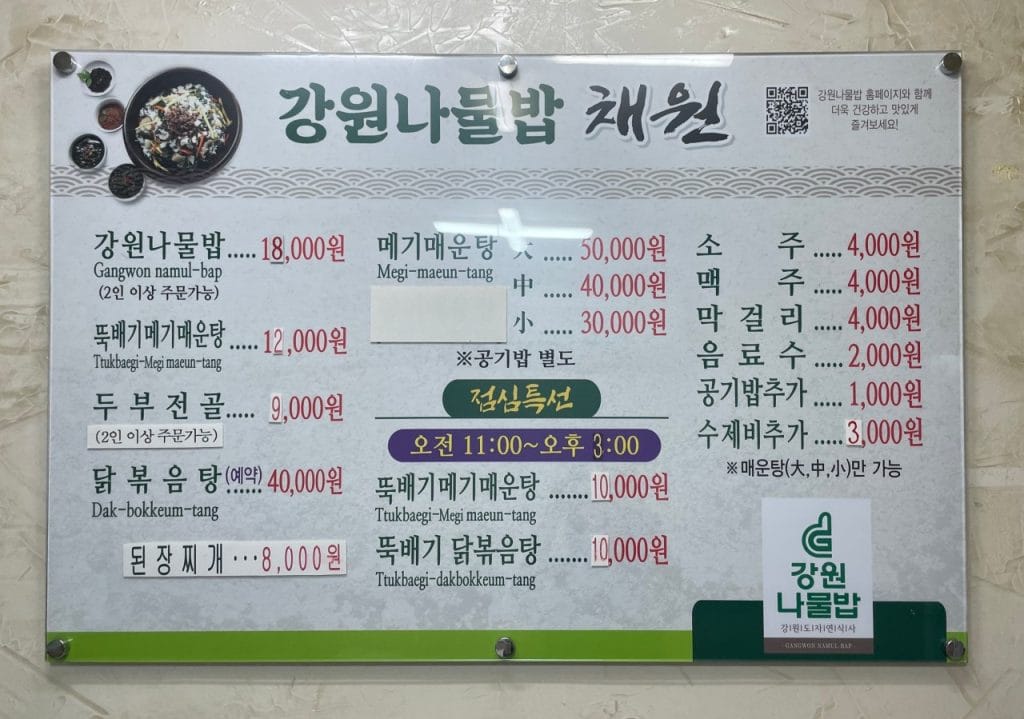 강원나물밥 채원
강원나물밥 홈페이지와 함께
더욱 건강하고 맛있게
즐겨보세요!
강원나물밥.....18,000원
Gangwon namul-bap
(2인 이상 주문가능)
뚝배기메기매운탕.....12,000원
Ttukbaegi-Megi maeun-tang
두부전골.....9,000원
(2인 이상 주문가능)
닭볶음탕(예약)......40,000원
Dak-bokkeum-tang
된장찌개···8,000원
메기매운탕 大 ..... 50,000원
Megi-maeun-tang
中 ..... 40,000원
小 ..... 30,000원
※공기밥 별도
점심특선
오전 11:00~오후 3:00
뚝배기메기매운탕 .......10,000원
Ttukbaegi-Megi maeun-tang
뚝배기 닭볶음탕 .......10,000원
Ttukbaegi-dakbokkeum-tang
소 주 ..... 4,000원
맥 주 ..... 4,000원
막 걸 리 ..... 4,000원
음 료 수 ..... 2,000원
공기밥추가 ..... 1,000원
수제비추가 .....3,000원
※매운탕(大,中,小)만 가능
강원
나물밥
강|원|도|자|연|식|사
GANGWON NAMUL BAP